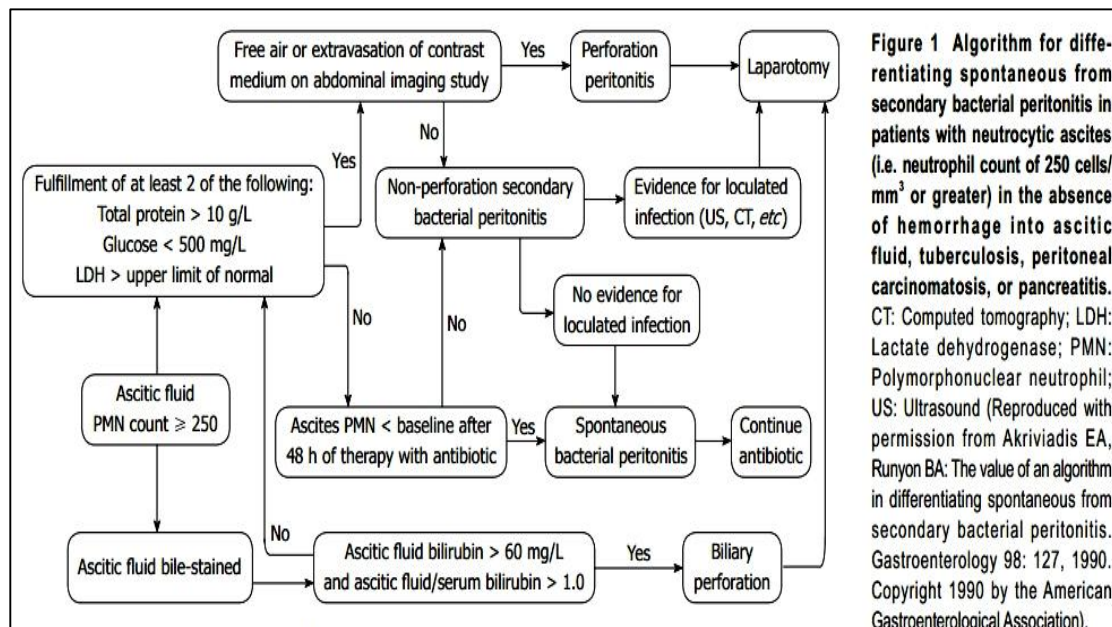 Free air or extravasation of contrast
medium on abdominal imaging study
Yes
Perforation
peritonitis
Laparotomy
No
Yes
Fulfillment of at least 2 of the following:
Total protein > 10 g/L
Glucose < 500 mg/L
LDH > upper limit of normal
Non-perforation secondary
bacterial peritonitis
Evidence for loculated
infection (US, CT, etc)
No
No
No evidence for
loculated infection
Ascitic fluid
PMN count ⩾ 250
Ascites PMN < baseline after
48 h of therapy with antibiotic
Yes
Spontaneous
bacterial peritonitis
Continue
antibiotic
No
Ascitic fluid bile-stained
Ascitic fluid bilirubin > 60 mg/L
and ascitic fluid/serum bilirubin > 1.0
Yes
Biliary
perforation
Figure 1 Algorithm for diffe-
rentiating spontaneous from
secondary bacterial peritonitis in
patients with neutrocytic ascites
(i.e. neutrophil count of 250 cells/
mm³ or greater) in the absence
of hemorrhage into ascitic
fluid, tuberculosis, peritoneal
carcinomatosis, or pancreatitis.
CT: Computed tomography; LDH:
Lactate dehydrogenase; PMN:
Polymorphonuclear neutrophil;
US: Ultrasound (Reproduced with
permission from Akriviadis EA,
Runyon BA: The value of an algorithm
in differentiating spontaneous from
secondary bacterial peritonitis.
Gastroenterology 98: 127, 1990.
Copyright 1990 by the American
Gastroenterological Association).